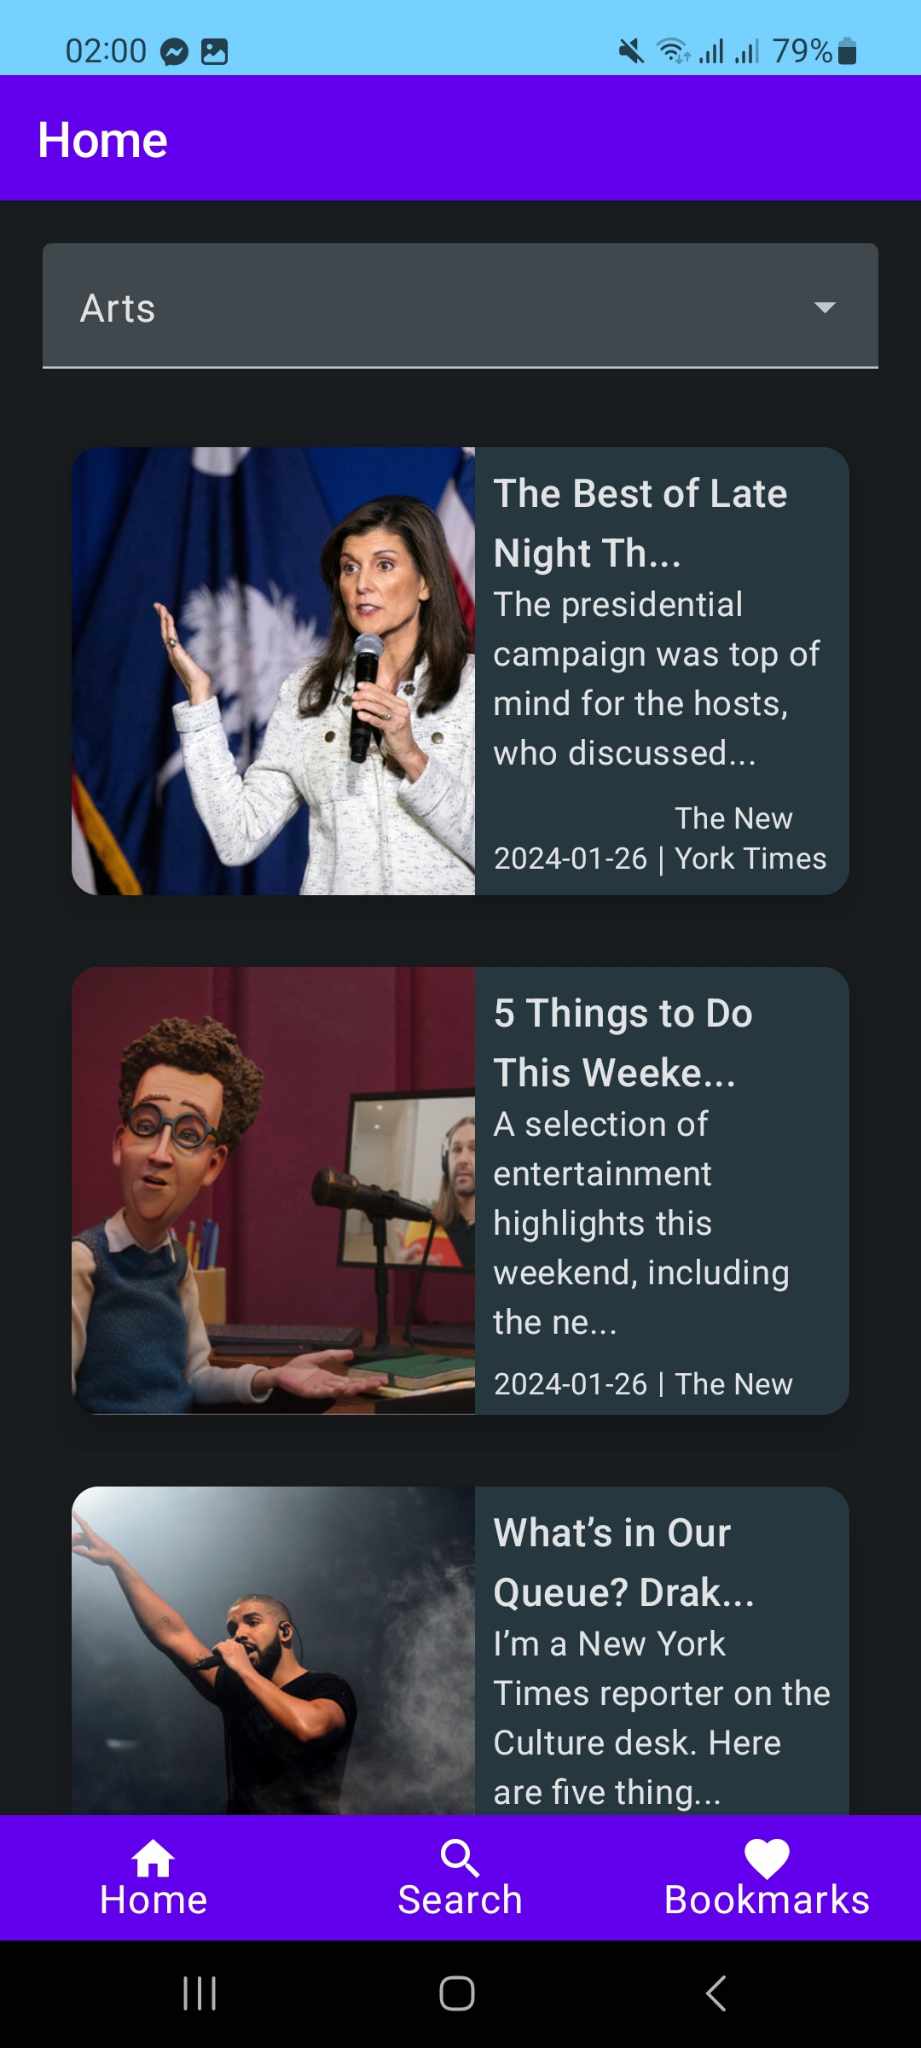 02:00
79%
Home
Arts
The Best of Late
Night Th...
The presidential
campaign was top of
mind for the hosts,
who discussed...
The New
2024-01-26 | York Times
5 Things to Do
This Weeke...
A selection of
entertainment
highlights this
weekend, including
the ne...
2024-01-26 | The New
What’s in Our
Queue? Drak...
I’m a New York
Times reporter on the
Culture desk. Here
are five thing...
Home
Search
Bookmarks